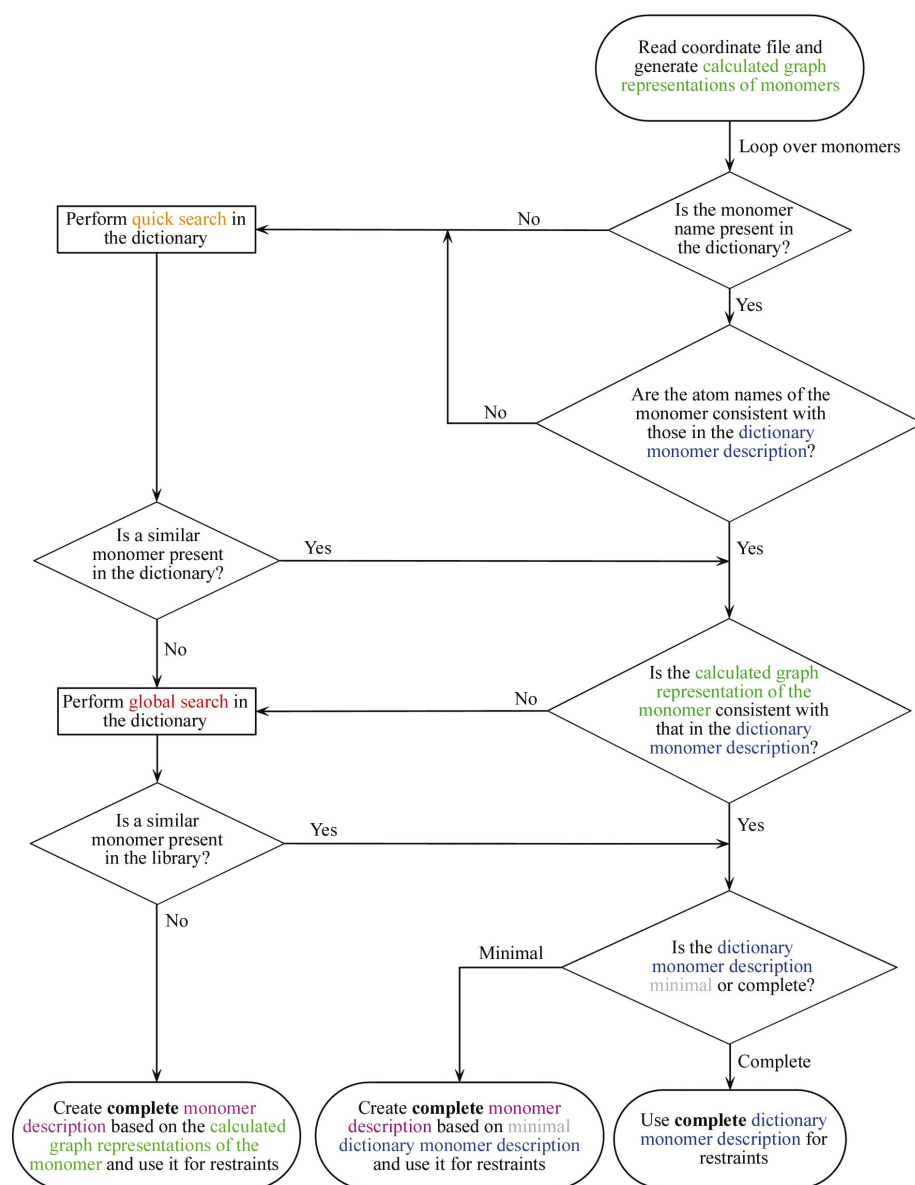 Read coordinate file and
generate calculated graph
representations of monomers
Loop over monomers
Is the monomer
name present in
the dictionary?
No
Perform quick search in
the dictionary
Yes
Are the atom names of the
monomer consistent with
those in the dictionary
monomer description?
No
Yes
Is a similar
monomer present
in the dictionary?
Yes
No
Is the calculated graph
representation of the
monomer consistent with
that in the dictionary
monomer description?
No
Perform global search in
the dictionary
Yes
Is a similar
monomer present
in the library?
Yes
No
Is the dictionary
monomer description
minimal or complete?
Minimal
Complete
Create complete monomer
description based on the calculated
graph representations of the
monomer and use it for restraints
Create complete monomer
description based on minimal
dictionary monomer description
and use it for restraints
Use complete dictionary
monomer description for
restraints